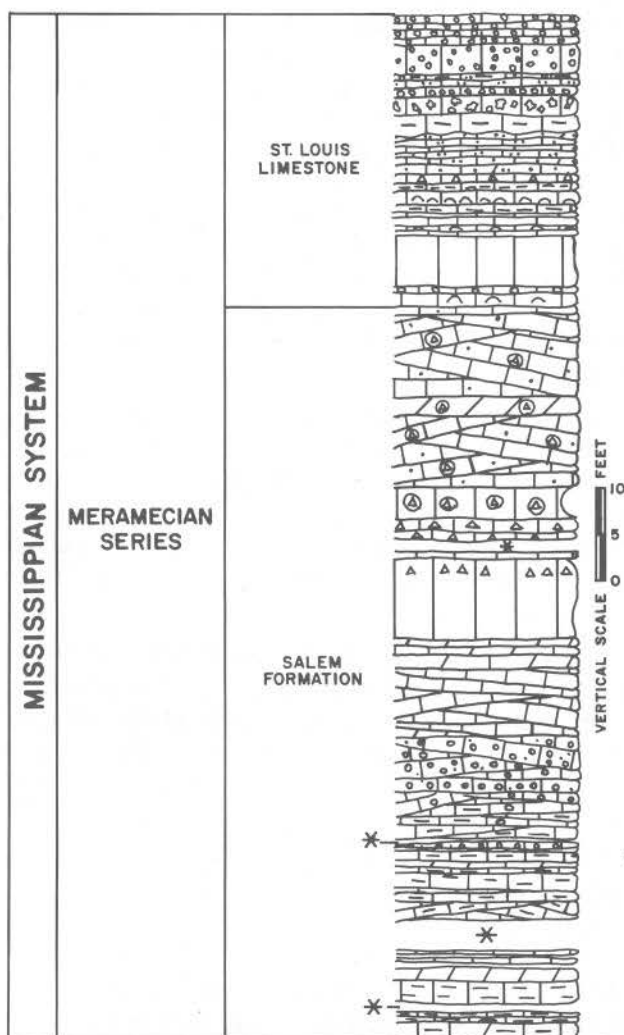 MISSISSIPPIAN SYSTEM
MERAMECIAN
SERIES
ST. LOUIS
LIMESTONE
SALEM
FORMATION
VERTICAL SCALE FEET
10
5
0